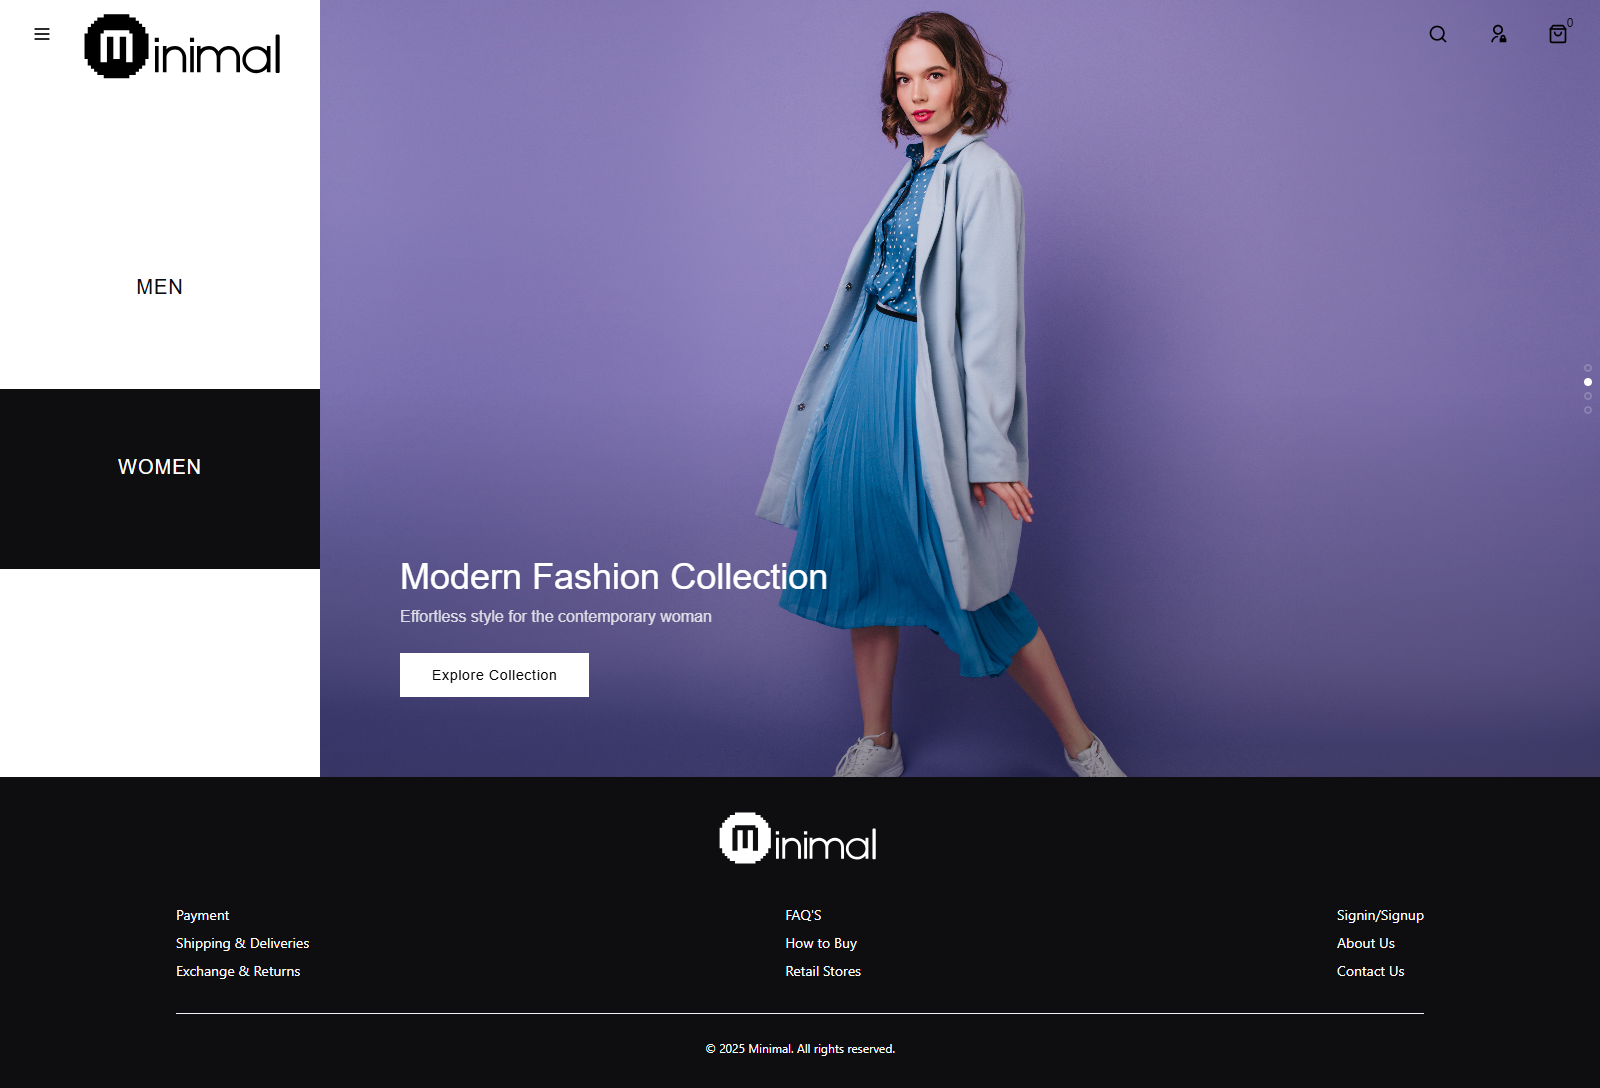 minimal
0
MEN
WOMEN
Modern Fashion Collection
Effortless style for the contemporary woman
Explore Collection
minimal
Payment
Shipping & Deliveries
Exchange & Returns
FAQ'S
How to Buy
Retail Stores
Signin/Signup
About Us
Contact Us
© 2025 Minimal. All rights reserved.